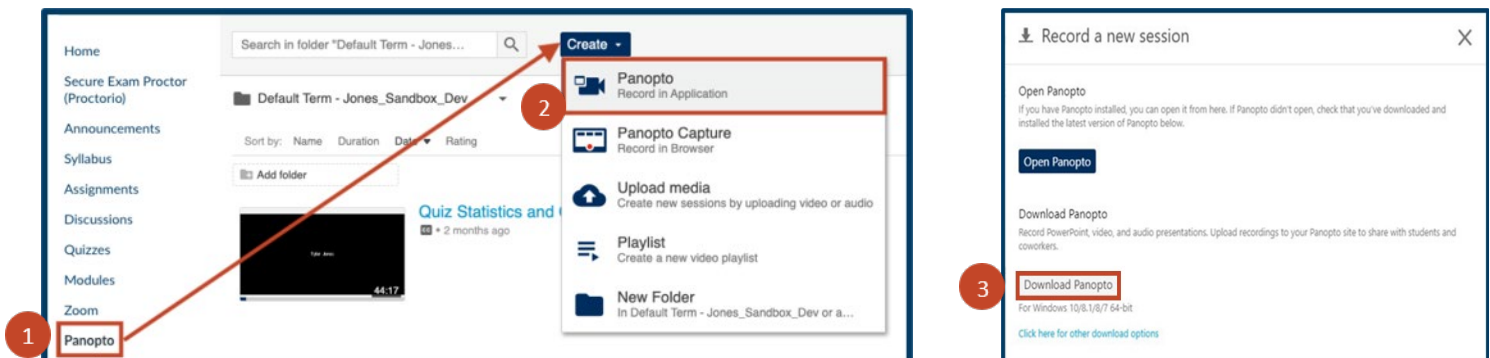 Home
Secure Exam Proctor
(Proctorio)
Announcements
Syllabus
Assignments
Discussions
Quizzes
Modules
Zoom
1
Panopto
Search in folder "Default Term - Jones...
Create
Default Term - Jones_Sandbox_Dev
Sort by: Name Duration Date Rating
Add folder
Quiz Statistics and
CC • 2 months ago
Tyler Jones
44:17
2
Panopto
Record in Application
Panopto Capture
Record in Browser
Upload media
Create new sessions by uploading video or audio
Playlist
Create a new video playlist
New Folder
In Default Term - Jones_Sandbox_Dev or a...
Record a new session
X
Open Panopto
If you have Panopto installed, you can open it from here. If Panopto didn't open, check that you've downloaded and
installed the latest version of Panopto below.
Open Panopto
Download Panopto
Record PowerPoint, video, and audio presentations. Upload recordings to your Panopto site to share with students and
coworkers.
3
Download Panopto
For Windows 10/8.1/8/7 64-bit
Click here for other download options